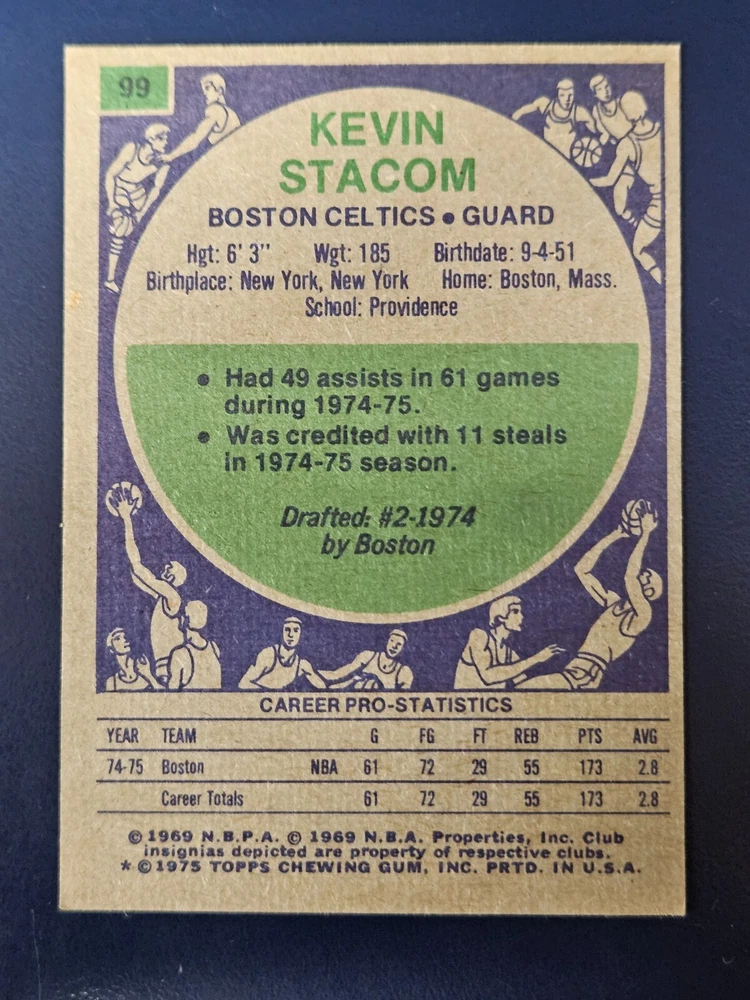 99
KEVIN
STACOM
BOSTON CELTICS ● GUARD
Hgt: 6' 3" Wgt: 185 Birthdate: 9-4-51
Birthplace: New York, New York Home: Boston, Mass.
School: Providence
● Had 49 assists in 61 games
during 1974-75.
● Was credited with 11 steals
in 1974-75 season.
Drafted: #2-1974
by Boston
CAREER PRO-STATISTICS
YEAR TEAM G FG FT REB PTS AVG
74-75 Boston NBA 61 72 29 55 173 2.8
Career Totals 61 72 29 55 173 2.8
© 1969 N.B.P.A. © 1969 N.B.A. Properties, Inc. Club
insignias depicted are property of respective clubs.
* © 1975 TOPPS CHEWING GUM, INC. PRTD. IN U.S.A.